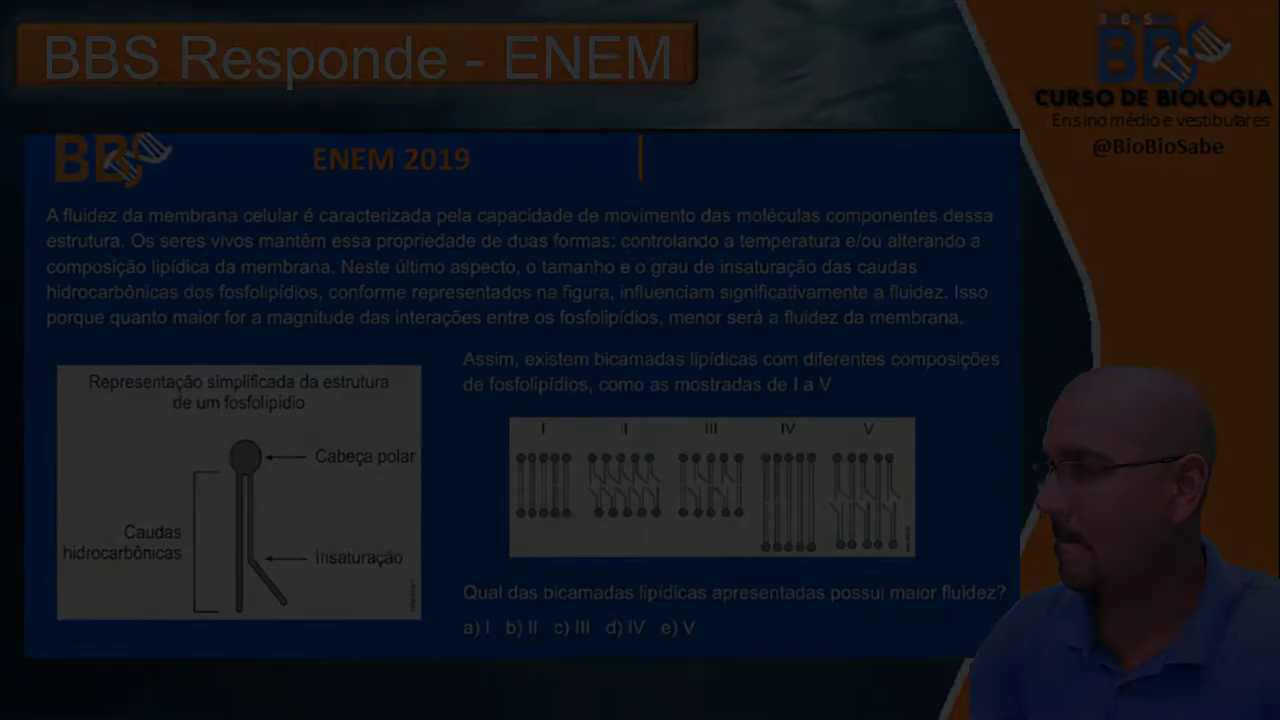 BBS Responde - ENEM
BBS
BBS
CURSO DE BIOLOGIA
Ensino médio e vestibulares
@BioBioSabe
BBS
ENEM 2019
A fluidez da membrana celular é caracterizada pela capacidade de movimento das moléculas componentes dessa
estrutura. Os seres vivos mantêm essa propriedade de duas formas: controlando a temperatura e/ou alterando a
composição lipídica da membrana. Neste último aspecto, o tamanho e o grau de insaturação das caudas
hidrocarbônicas dos fosfolipídios, conforme representados na figura, influenciam significativamente a fluidez. Isso
porque quanto maior for a magnitude das interações entre os fosfolipídios, menor será a fluidez da membrana.
Representação simplificada da estrutura
de um fosfolipídio
Cabeça polar
Caudas
hidrocarbônicas
Insaturação
Assim, existem bicamadas lipídicas com diferentes composições
de fosfolipídios, como as mostradas de I a V
I II III IV V
Qual das bicamadas lipídicas apresentadas possui maior fluidez?
a) I b) II c) III d) IV e) V